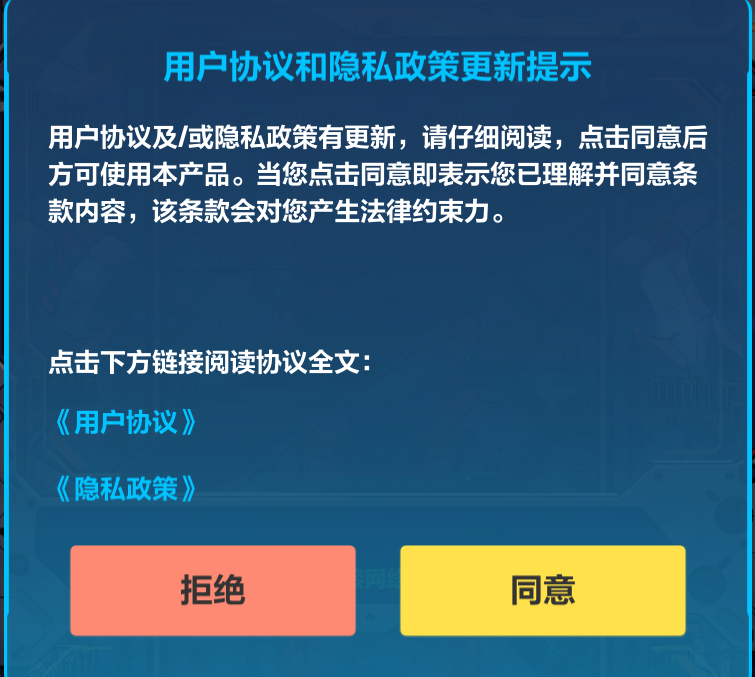 用户协议和隐私政策更新提示
用户协议及/或隐私政策有更新，请仔细阅读，点击同意后
方可使用本产品。当您点击同意即表示您已理解并同意条
款内容，该条款会对您产生法律约束力。
点击下方链接阅读协议全文：
《用户协议》
《隐私政策》
拒绝
同意